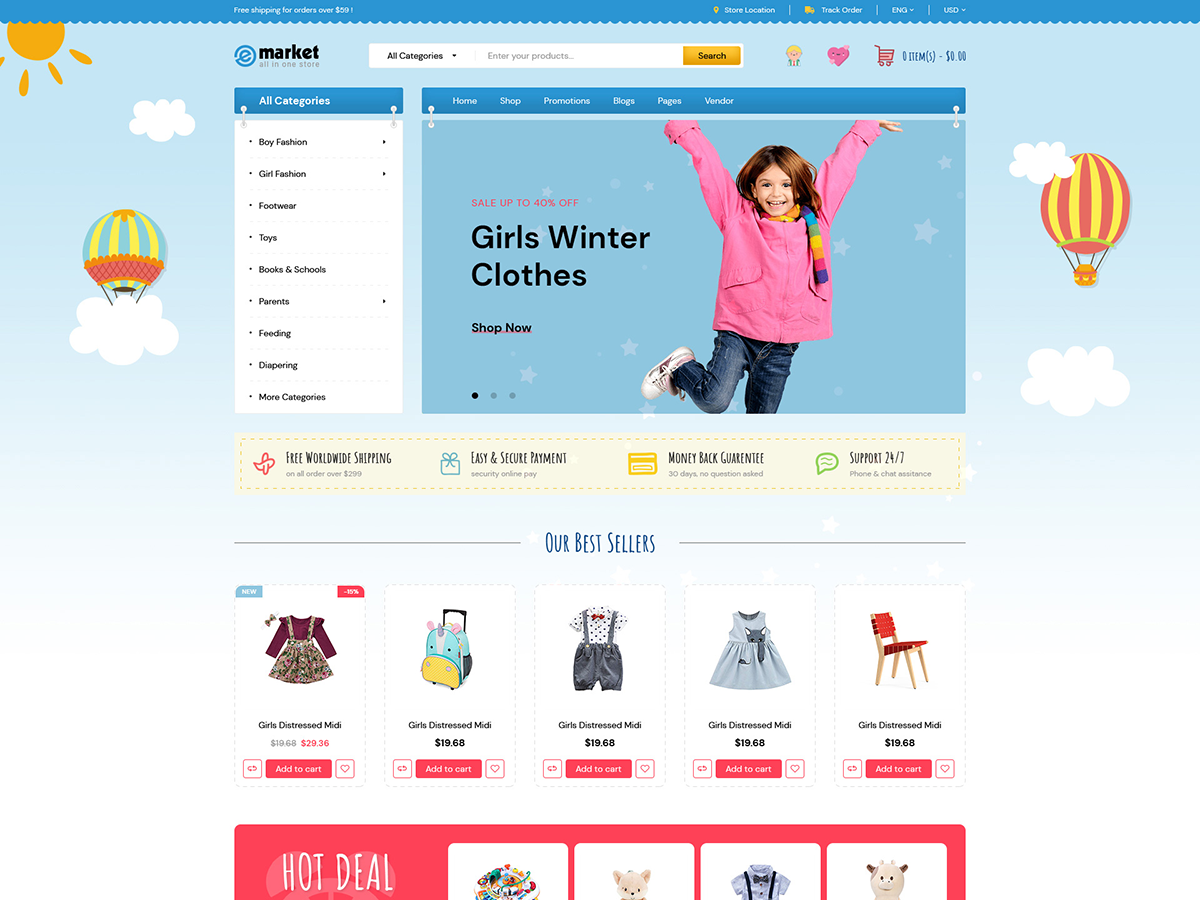 Free shipping for orders over $59 !
Store Location
Track Order
ENG
USD
e market
all in one store
All Categories
Enter your products...
Search
0 item(s) - $0.00
All Categories
Home
Shop
Promotions
Blogs
Pages
Vendor
Boy Fashion
Girl Fashion
Footwear
Toys
Books & Schools
Parents
Feeding
Diapering
More Categories
SALE UP TO 40% OFF
Girls Winter
Clothes
Shop Now
Free Worldwide Shipping
on all order over $299
Easy & Secure Payment
security online pay
Money Back Guarentee
30 days, no question asked
Support 24/7
Phone & chat assitance
Our Best Sellers
NEW
-15%
Girls Distressed Midi
$19.68 $29.36
Add to cart
Girls Distressed Midi
$19.68
Add to cart
Girls Distressed Midi
$19.68
Add to cart
Girls Distressed Midi
$19.68
Add to cart
Girls Distressed Midi
$19.68
Add to cart
HOT DEAL